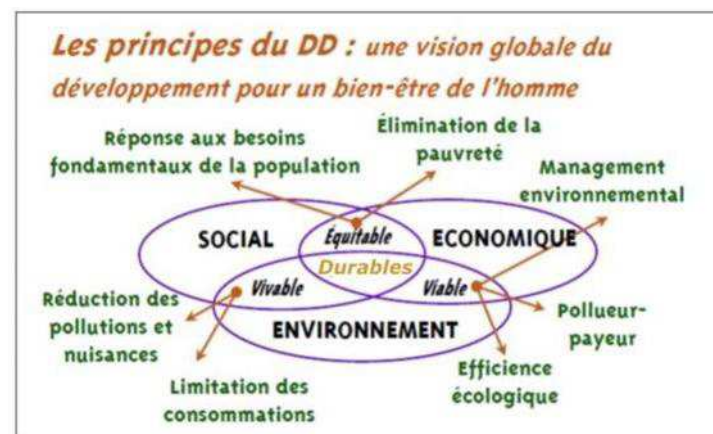 Les principes du DD : une vision globale du
développement pour un bien-être de l'homme
Réponse aux besoins
fondamentaux de la population
Élimination de la
pauvreté
Management
environnemental
SOCIAL
Équitable
ECONOMIQUE
Durables
Vivable
Viable
ENVIRONNEMENT
Réduction des
pollutions et
nuisances
Limitation des
consommations
Efficience
écologique
Pollueur-
payeur